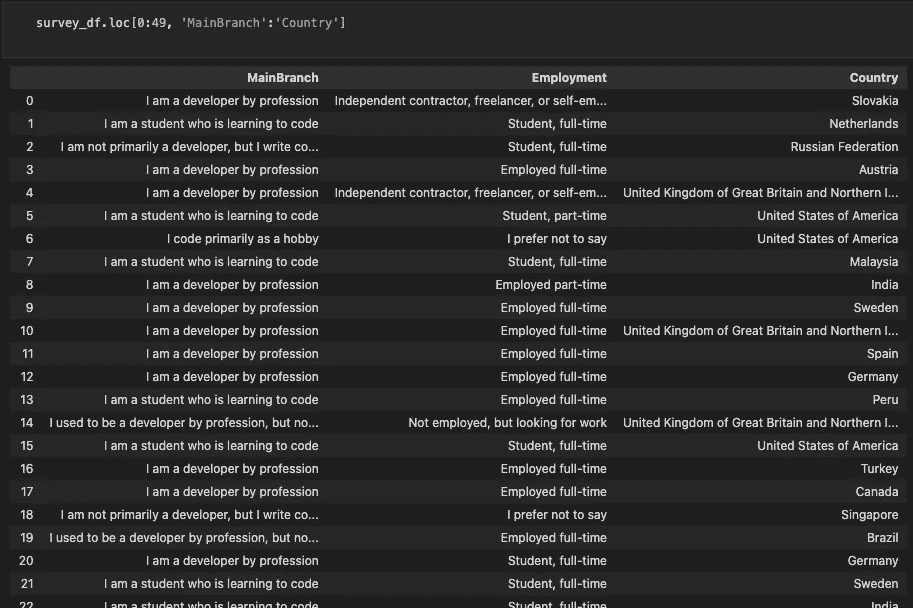 survey_df.loc[0:49, 'MainBranch':'Country']
MainBranch Employment Country
0 I am a developer by profession Independent contractor, freelancer, or self-em... Slovakia
1 I am a student who is learning to code Student, full-time Netherlands
2 I am not primarily a developer, but I write co... Student, full-time Russian Federation
3 I am a developer by profession Employed full-time Austria
4 I am a developer by profession Independent contractor, freelancer, or self-em... United Kingdom of Great Britain and Northern I...
5 I am a student who is learning to code Student, part-time United States of America
6 I code primarily as a hobby I prefer not to say United States of America
7 I am a student who is learning to code Student, full-time Malaysia
8 I am a developer by profession Employed part-time India
9 I am a developer by profession Employed full-time Sweden
10 I am a developer by profession Employed full-time United Kingdom of Great Britain and Northern I...
11 I am a developer by profession Employed full-time Spain
12 I am a developer by profession Employed full-time Germany
13 I am a student who is learning to code Employed full-time Peru
14 I used to be a developer by profession, but no... Not employed, but looking for work United Kingdom of Great Britain and Northern I...
15 I am a student who is learning to code Student, full-time United States of America
16 I am a developer by profession Employed full-time Turkey
17 I am a developer by profession Employed full-time Canada
18 I am not primarily a developer, but I write co... I prefer not to say Singapore
19 I used to be a developer by profession, but no... Employed full-time Brazil
20 I am a developer by profession Student, full-time Germany
21 I am a student who is learning to code Student, full-time Sweden
22 I am a student who is learning to code Student, full-time India